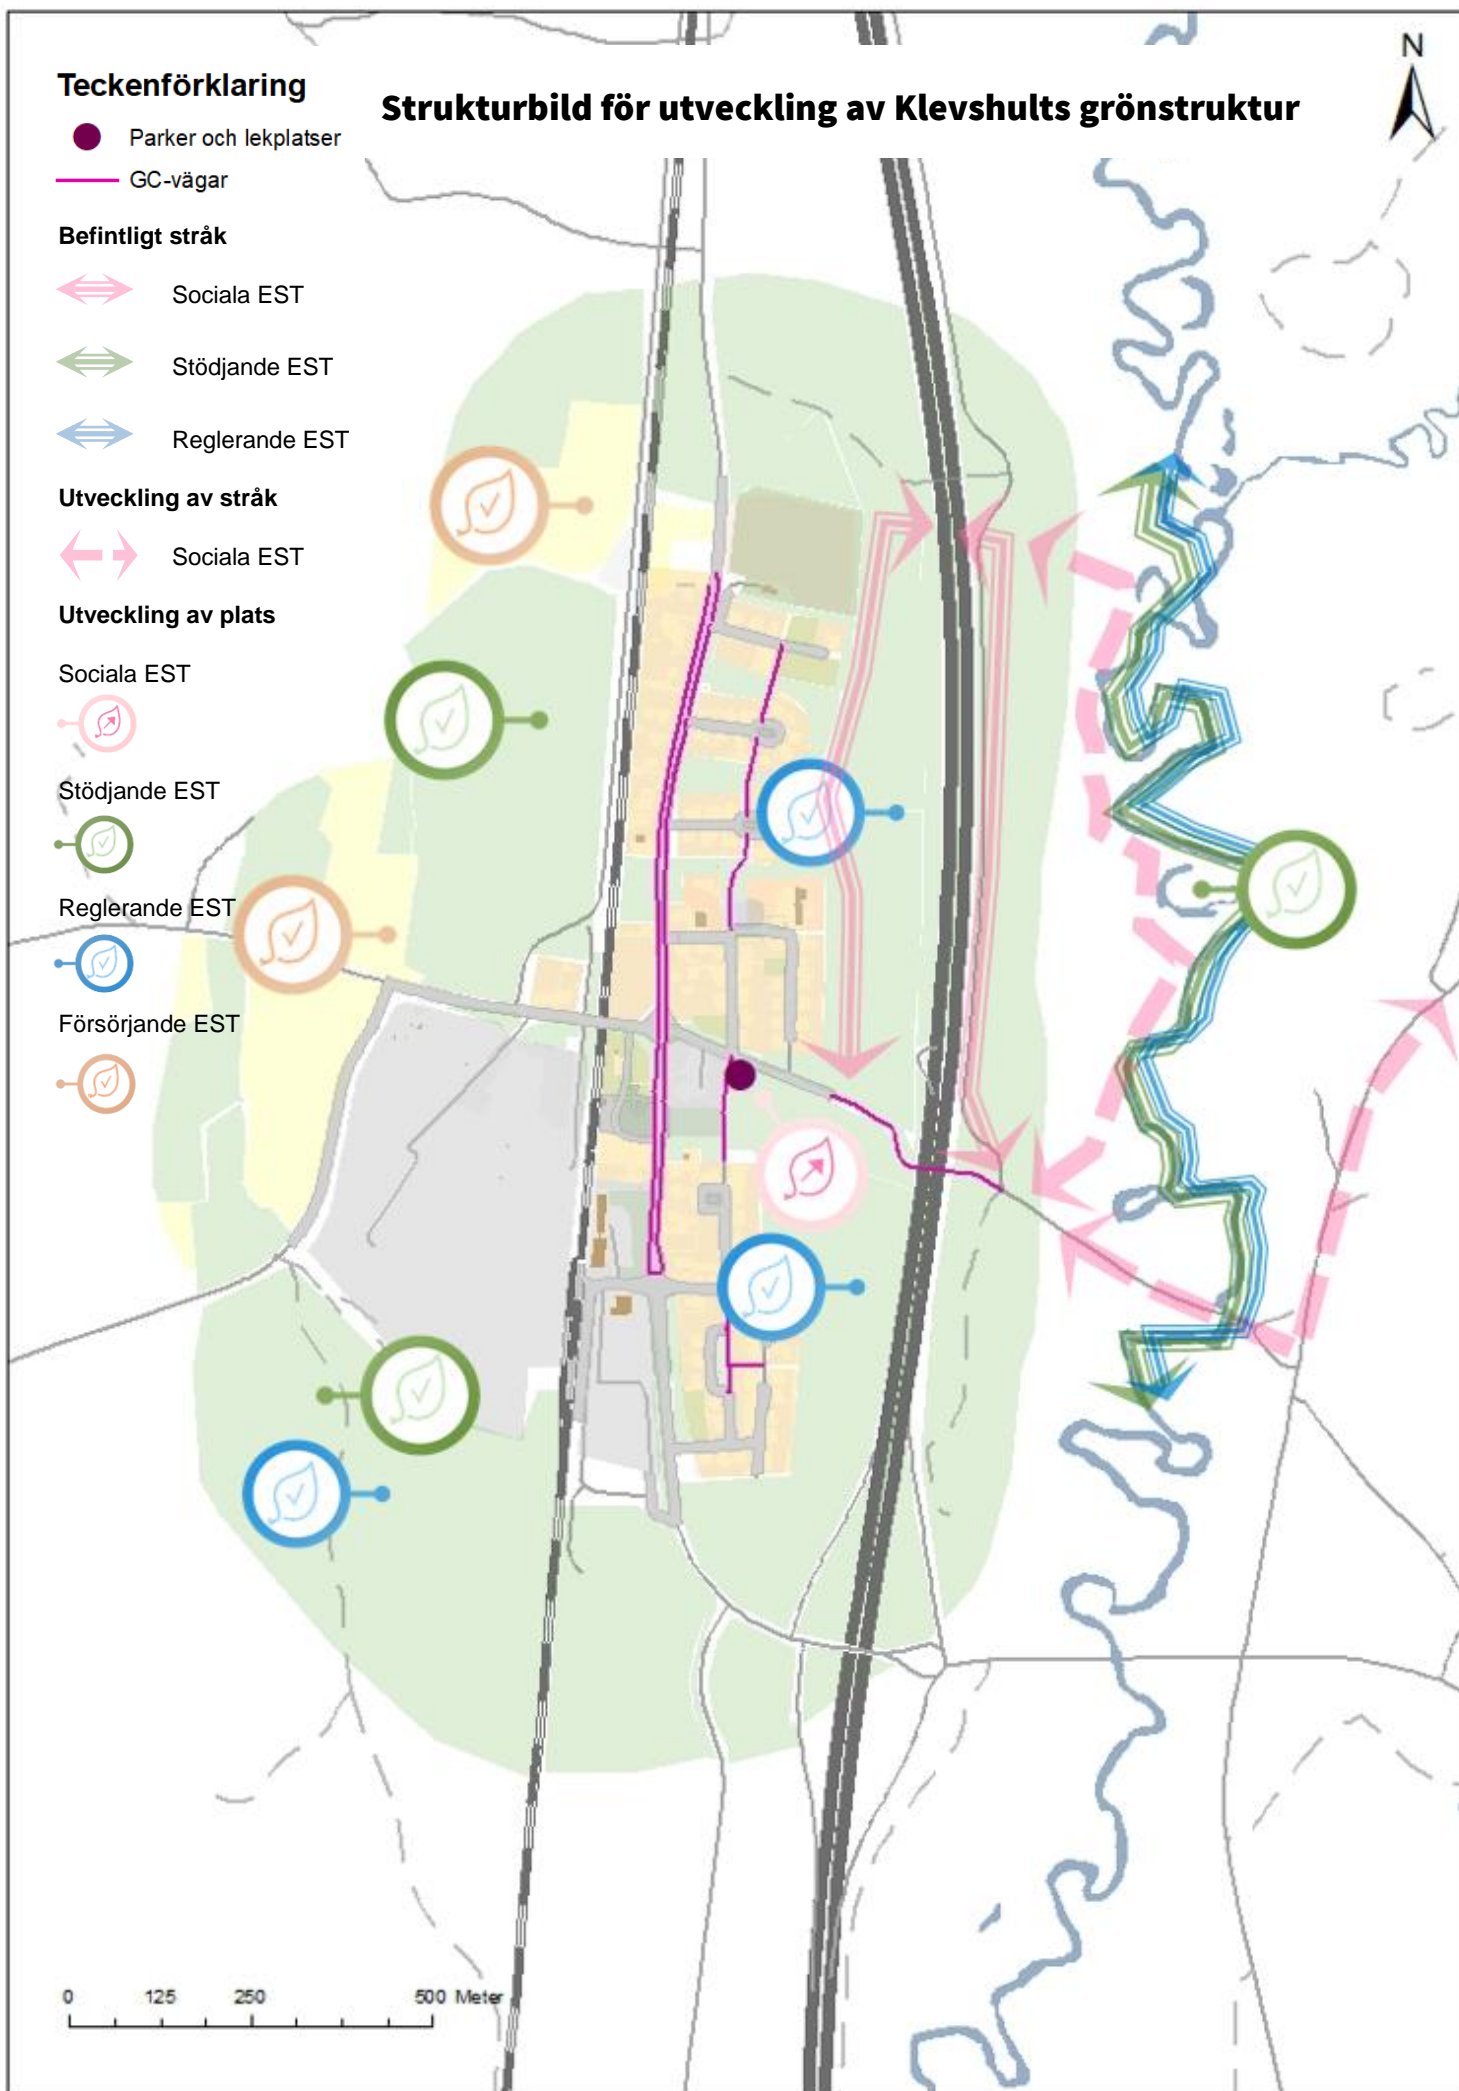 Teckenförklaring
Strukturbild för utveckling av Klevshults grönstruktur
N
Parker och lekplatser
GC-vägar
Befintligt stråk
Sociala EST
Stödjande EST
Reglerande EST
Utveckling av stråk
Sociala EST
Utveckling av plats
Sociala EST
Stödjande EST
Reglerande EST
Försörjande EST
0 125 250 500 Meter